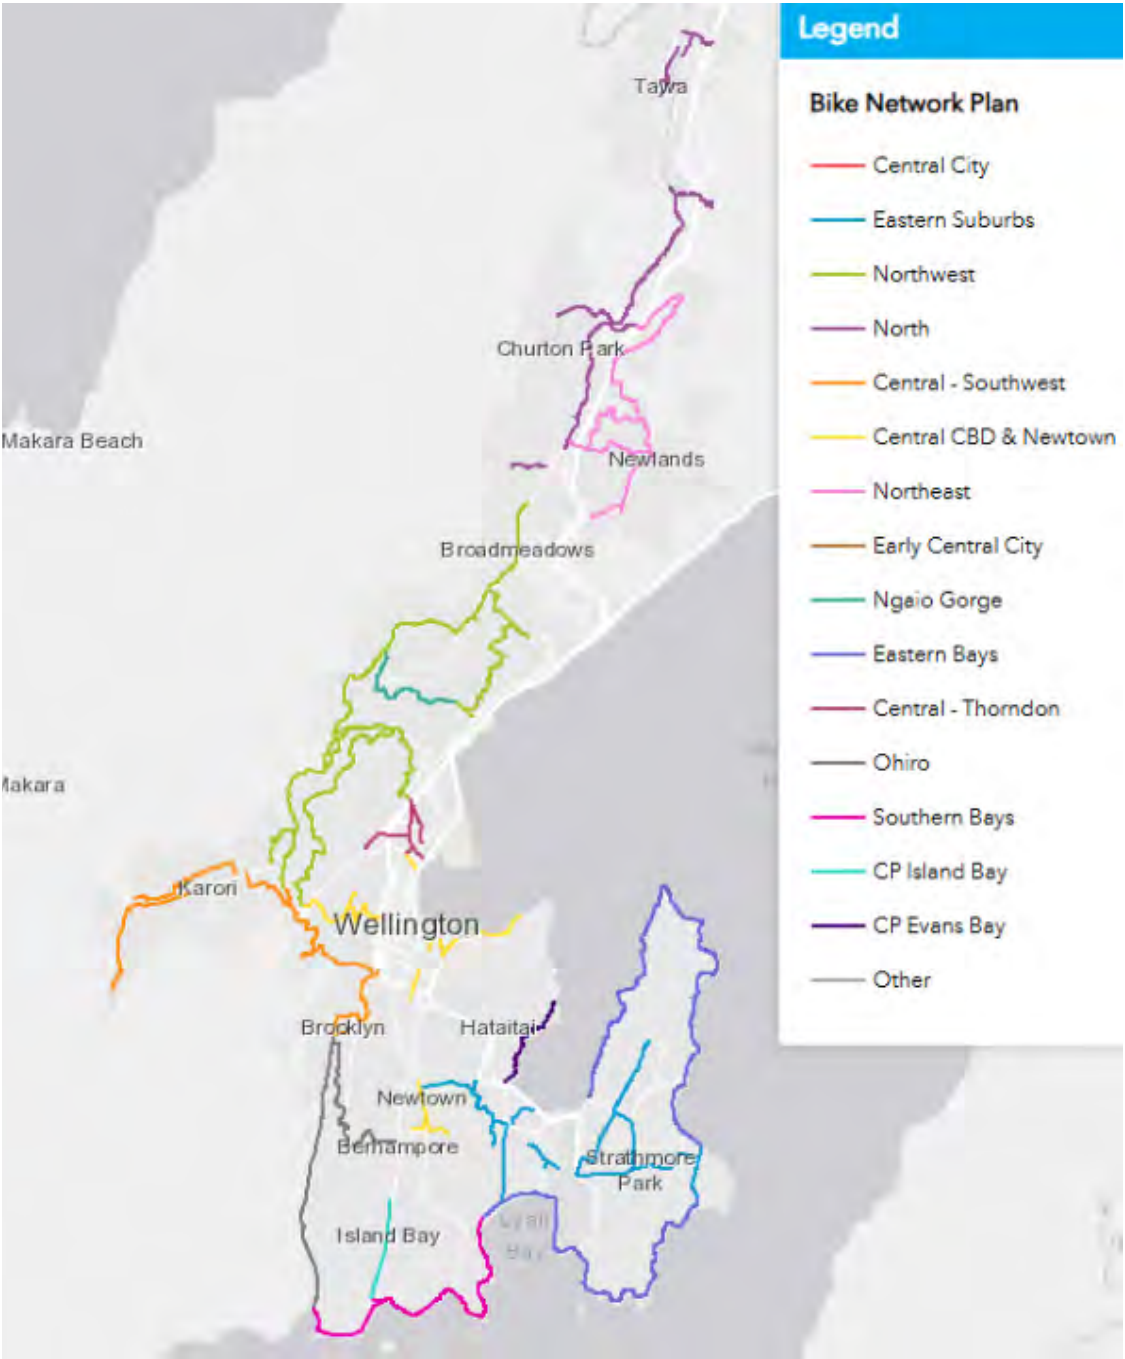 Legend
Bike Network Plan
Central City
Eastern Suburbs
Northwest
North
Central - Southwest
Central CBD & Newtown
Northeast
Early Central City
Ngaio Gorge
Eastern Bays
Central - Thorndon
Ohiro
Southern Bays
CP Island Bay
CP Evans Bay
Other
Tawa
Churton Park
Makara Beach
Newlands
Broadmeadows
Makara
Karori
Wellington
Brooklyn
Hataitai
Newtown
Berhampore
Strathmore
Park
Island Bay
Lyall
Bay